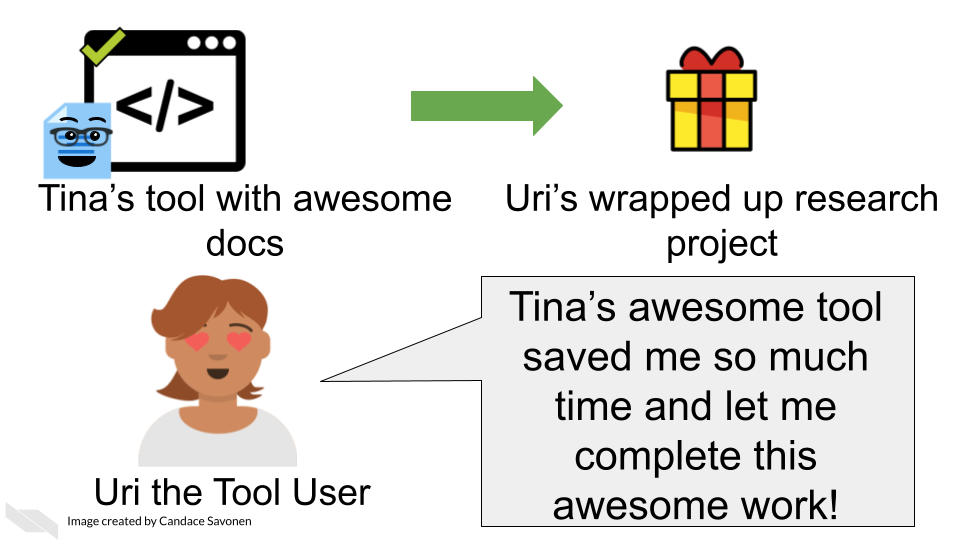 </>
Tina’s tool with awesome
docs
Uri’s wrapped up research
project
Tina’s awesome tool
saved me so much
time and let me
complete this
awesome work!
Uri the Tool User
Image created by Candace Savonen